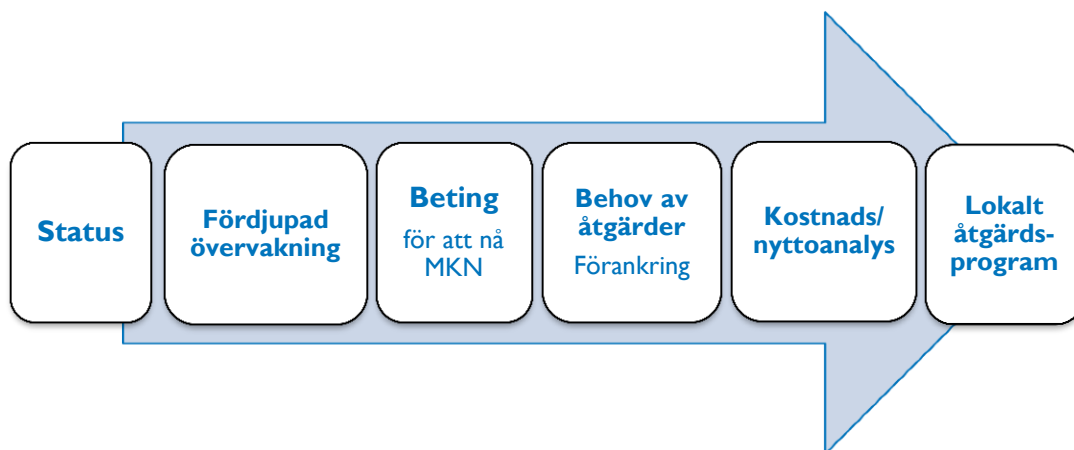 Status
Fördjupad
övervakning
Beting
för att nå
MKN
Behov av
åtgärder
Förankring
Kostnads/
nyttoanalys
Lokalt
åtgärds-
program